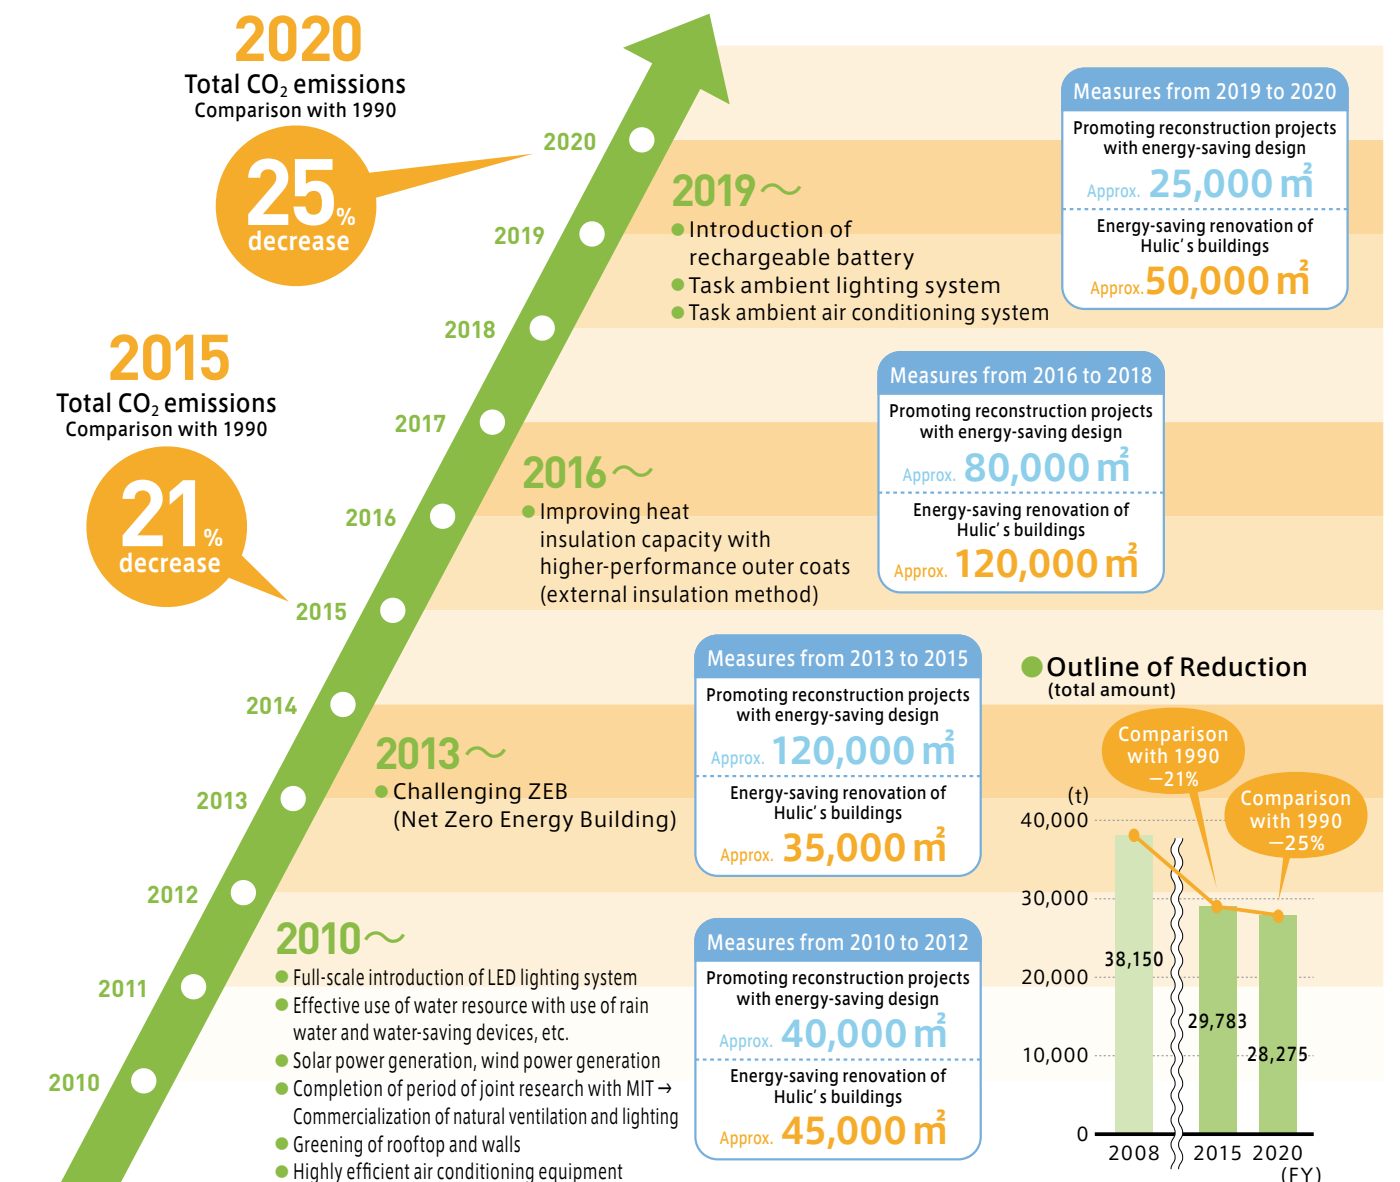 2020
Total CO₂ emissions
Comparison with 1990
25%
decrease
2015
Total CO₂ emissions
Comparison with 1990
21%
decrease
2020
2019
2018
2017
2016
2015
2014
2013
2012
2011
2010
2019～
● Introduction of
rechargeable battery
● Task ambient lighting system
● Task ambient air conditioning system
Measures from 2019 to 2020
Promoting reconstruction projects
with energy-saving design
Approx. 25,000 ㎡
Energy-saving renovation of
Hulic’s buildings
Approx. 50,000 ㎡
2016～
● Improving heat
insulation capacity with
higher-performance outer coats
(external insulation method)
Measures from 2016 to 2018
Promoting reconstruction projects
with energy-saving design
Approx. 80,000 ㎡
Energy-saving renovation of
Hulic’s buildings
Approx. 120,000 ㎡
2013～
● Challenging ZEB
(Net Zero Energy Building)
Measures from 2013 to 2015
Promoting reconstruction projects
with energy-saving design
Approx. 120,000 ㎡
Energy-saving renovation of
Hulic’s buildings
Approx. 35,000 ㎡
2010～
● Full-scale introduction of LED lighting system
● Effective use of water resource with use of rain
water and water-saving devices, etc.
● Solar power generation, wind power generation
● Completion of period of joint research with MIT →
Commercialization of natural ventilation and lighting
● Greening of rooftop and walls
● Highly efficient air conditioning equipment
Measures from 2010 to 2012
Promoting reconstruction projects
with energy-saving design
Approx. 40,000 ㎡
Energy-saving renovation of
Hulic’s buildings
Approx. 45,000 ㎡
● Outline of Reduction
(total amount)
Comparison
with 1990
−21%
Comparison
with 1990
−25%
(t)
40,000
30,000
20,000
10,000
0
38,150
29,783
28,275
2008 2015 2020
(FY)